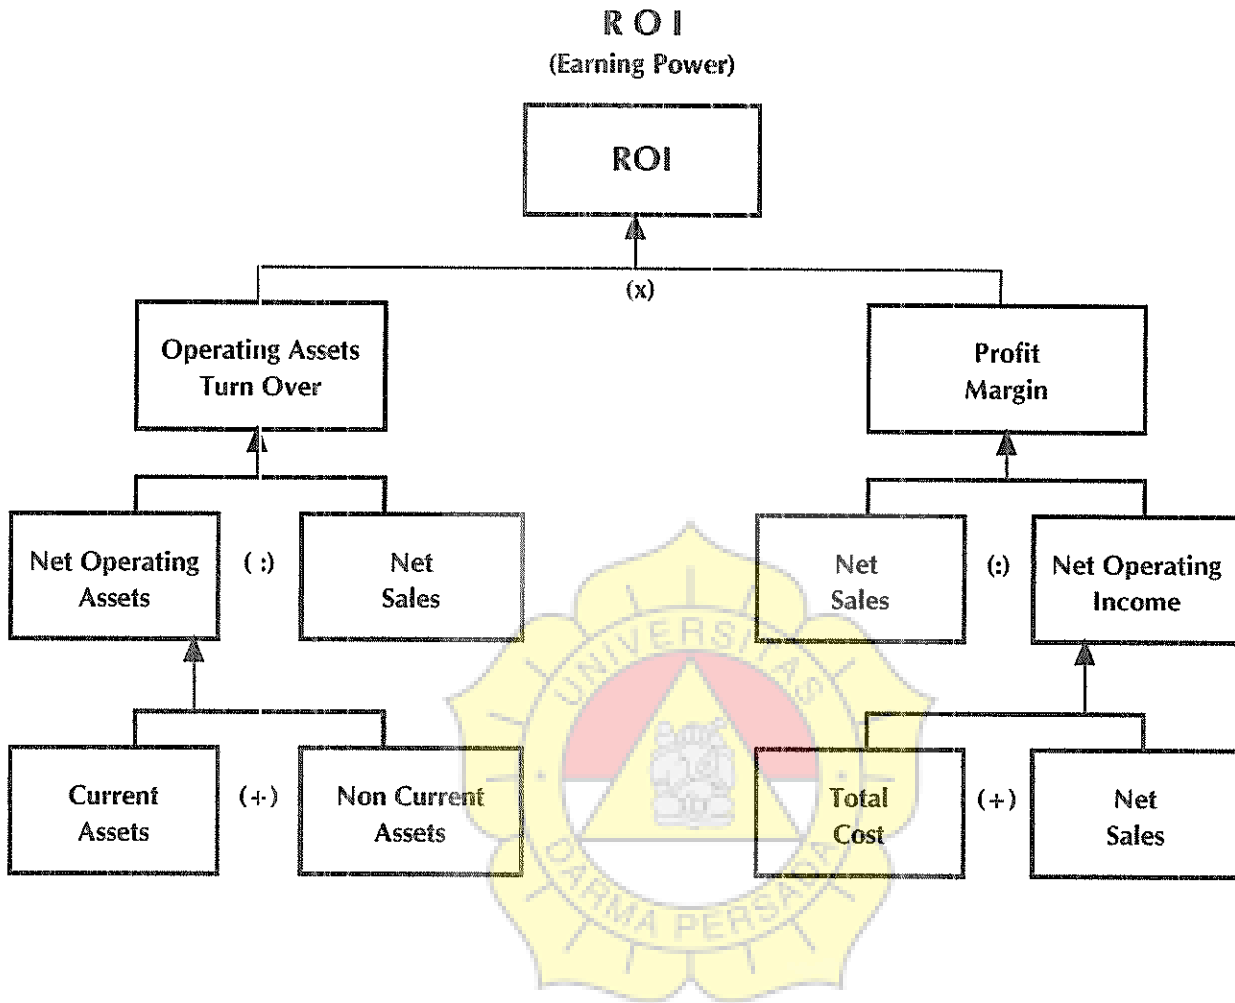 R O I
(Earning Power)
ROI
(x)
Operating Assets
Turn Over
Profit
Margin
Net Operating
Assets
( :)
Net
Sales
Net
Sales
(:)
Net Operating
Income
Current
Assets
(+)
Non Current
Assets
Total
Cost
(+)
Net
Sales
UNIVERSITAS
DARMA PERSADA